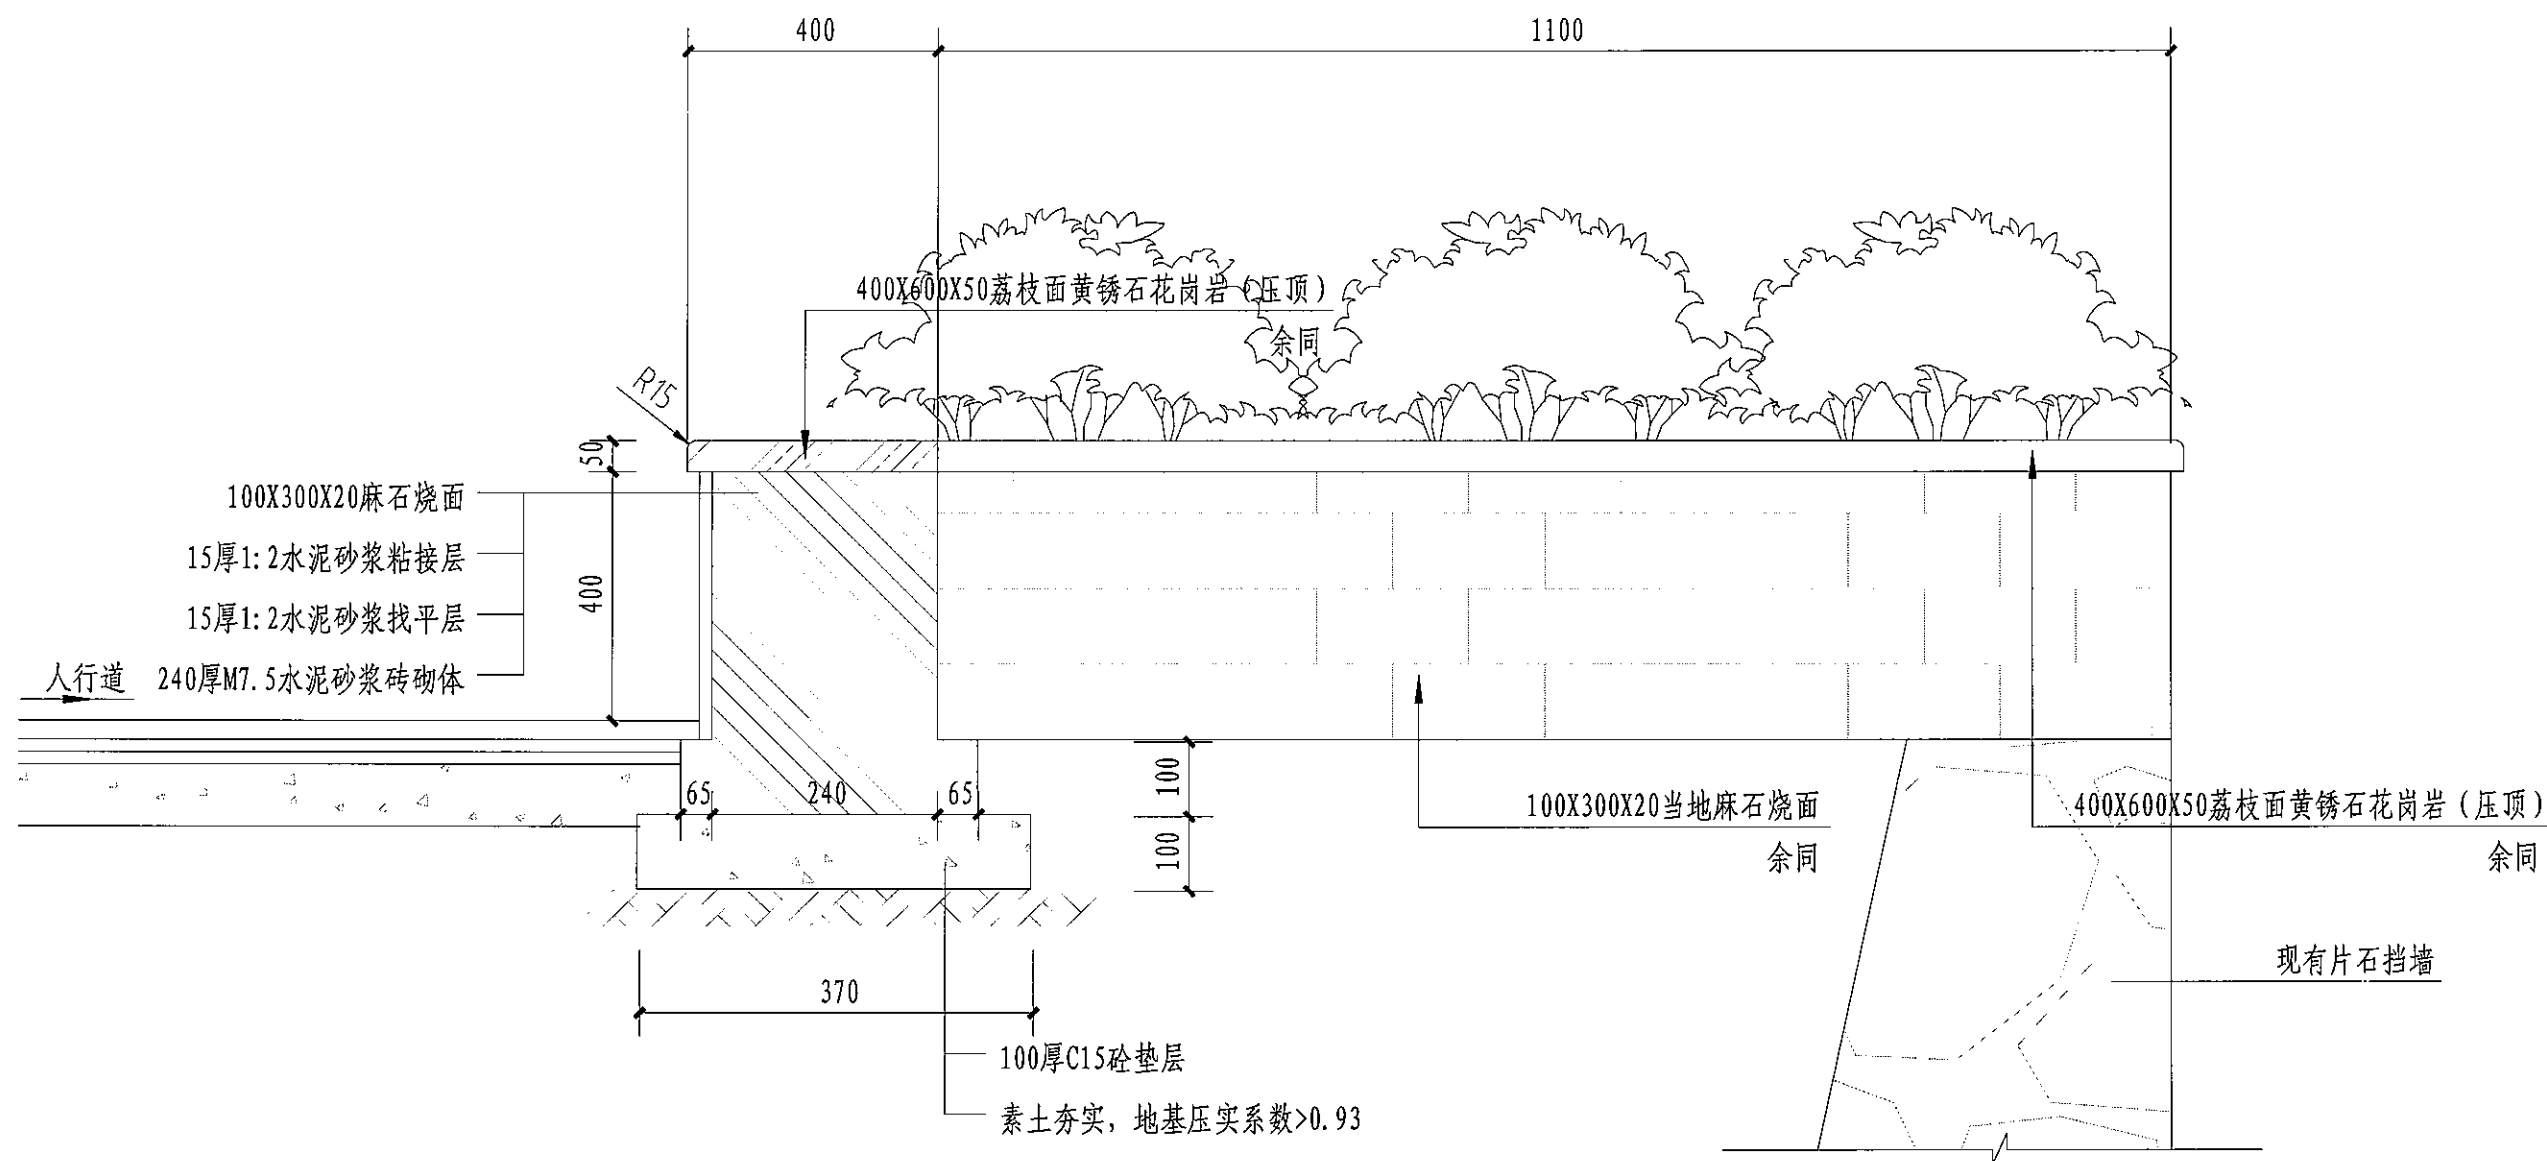 400
1100
400X600X50荔枝面黄锈石花岗岩（压顶）
余同
R15
50
100X300X20麻石烧面
15厚1:2水泥砂浆粘接层
400
15厚1:2水泥砂浆找平层
人行道
240厚M7.5水泥砂浆砖砌体
65
240
65
100
100
100X300X20当地麻石烧面
余同
400X600X50荔枝面黄锈石花岗岩（压顶）
余同
现有片石挡墙
370
100厚C15砼垫层
素土夯实，地基压实系数>0.93